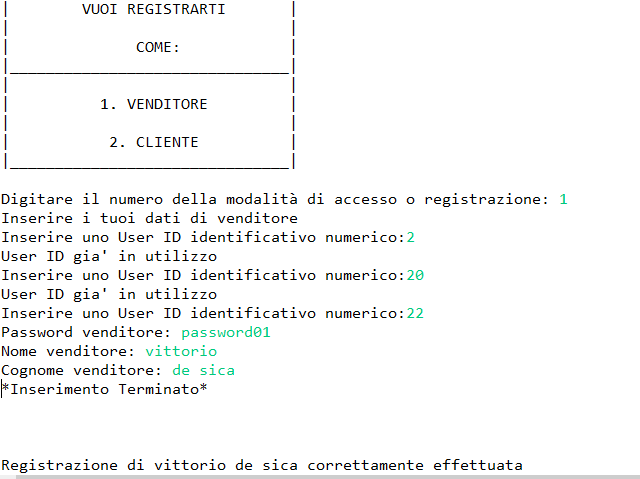 VUOI REGISTRARTI
COME:
1. VENDITORE
2. CLIENTE
Digitare il numero della modalità di accesso o registrazione: 1
Inserire i tuoi dati di venditore
Inserire uno User ID identificativo numerico:2
User ID gia' in utilizzo
Inserire uno User ID identificativo numerico:20
User ID gia' in utilizzo
Inserire uno User ID identificativo numerico:22
Password venditore: password01
Nome venditore: vittorio
Cognome venditore: de sica
*Inserimento Terminato*
Registrazione di vittorio de sica correttamente effettuata